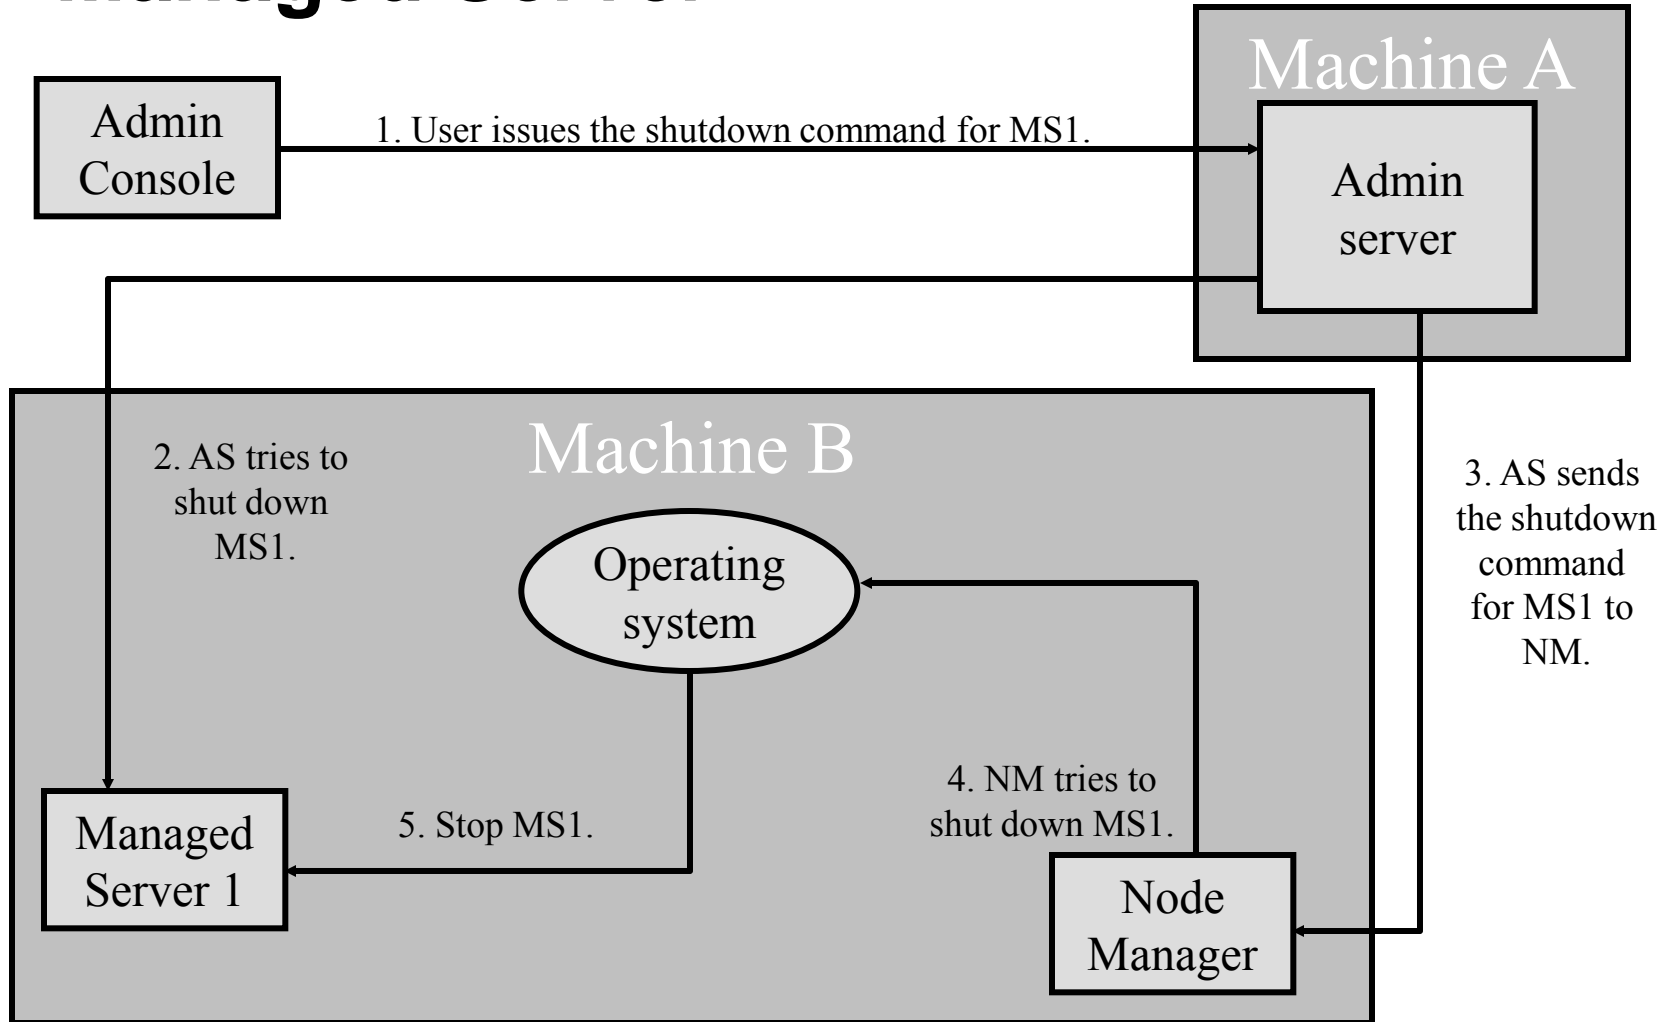 Managed Server
Machine A
Admin
Console
1. User issues the shutdown command for MS1.
Admin
server
Machine B
2. AS tries to
shut down
MS1.
3. AS sends
the shutdown
command
for MS1 to
NM.
Operating
system
4. NM tries to
shut down MS1.
5. Stop MS1.
Managed
Server 1
Node
Manager